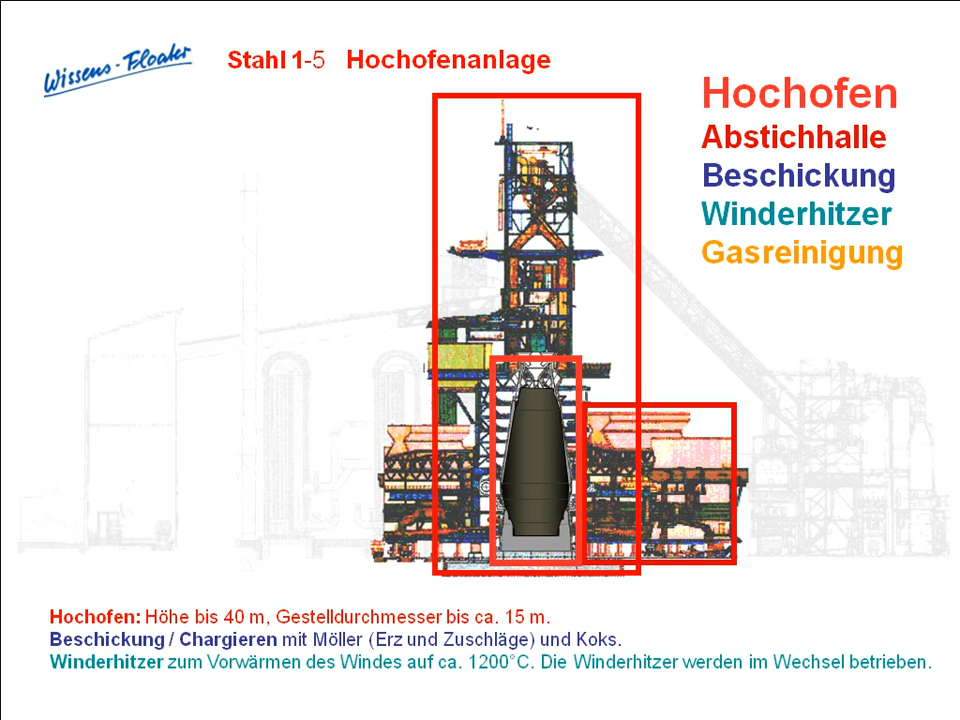 Wissens-Floater
Stahl 1-5 Hochofenanlage
Hochofen
Abstichhalle
Beschickung
Winderhitzer
Gasreinigung
Hochofen: Höhe bis 40 m, Gestelldurchmesser bis ca. 15 m.
Beschickung / Chargieren mit Möller (Erz und Zuschläge) und Koks.
Winderhitzer zum Vorwärmen des Windes auf ca. 1200°C. Die Winderhitzer werden im Wechsel betrieben.